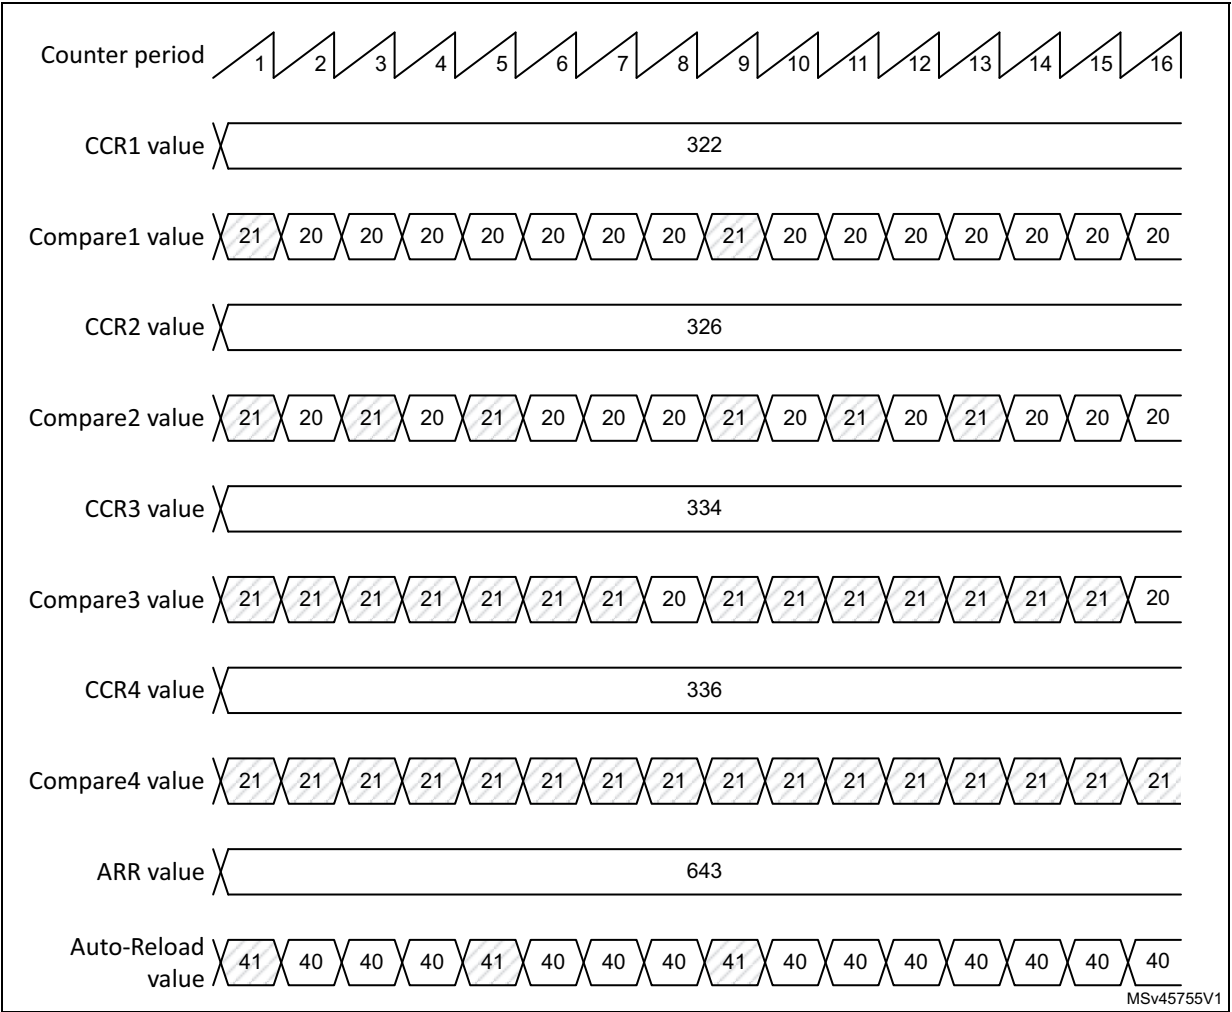 Counter period 1 2 3 4 5 6 7 8 9 10 11 12 13 14 15 16
CCR1 value 322
Compare1 value 21 20 20 20 20 20 20 20 21 20 20 20 20 20 20 20
CCR2 value 326
Compare2 value 21 20 21 20 21 20 20 20 21 20 21 20 21 20 20 20
CCR3 value 334
Compare3 value 21 21 21 21 21 21 21 20 21 21 21 21 21 21 21 20
CCR4 value 336
Compare4 value 21 21 21 21 21 21 21 21 21 21 21 21 21 21 21 21
ARR value 643
Auto-Reload
value 41 40 40 40 41 40 40 40 41 40 40 40 40 40 40 40
MSv45755V1